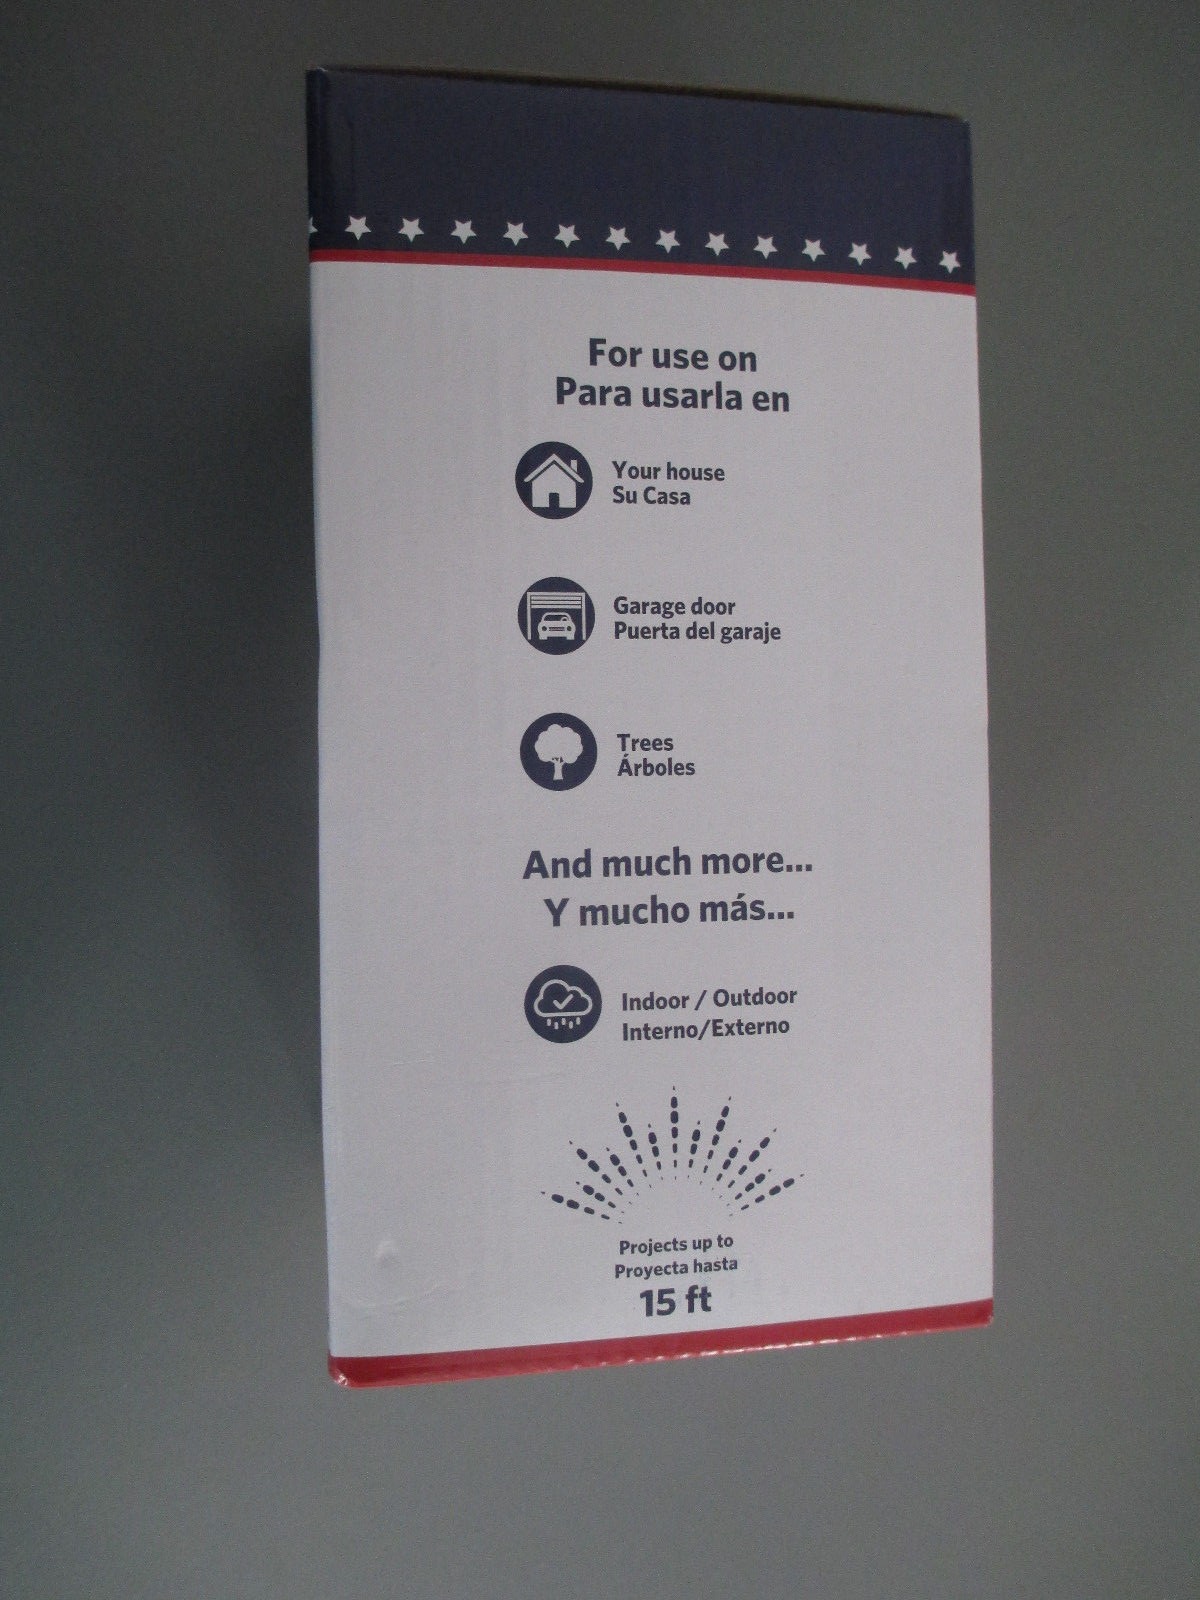 For use on
Para usarla en
Your house
Su Casa
Garage door
Puerta del garaje
Trees
Árboles
And much more...
Y mucho más...
Indoor / Outdoor
Interno/Externo
Projects up to
Proyecta hasta
15 ft